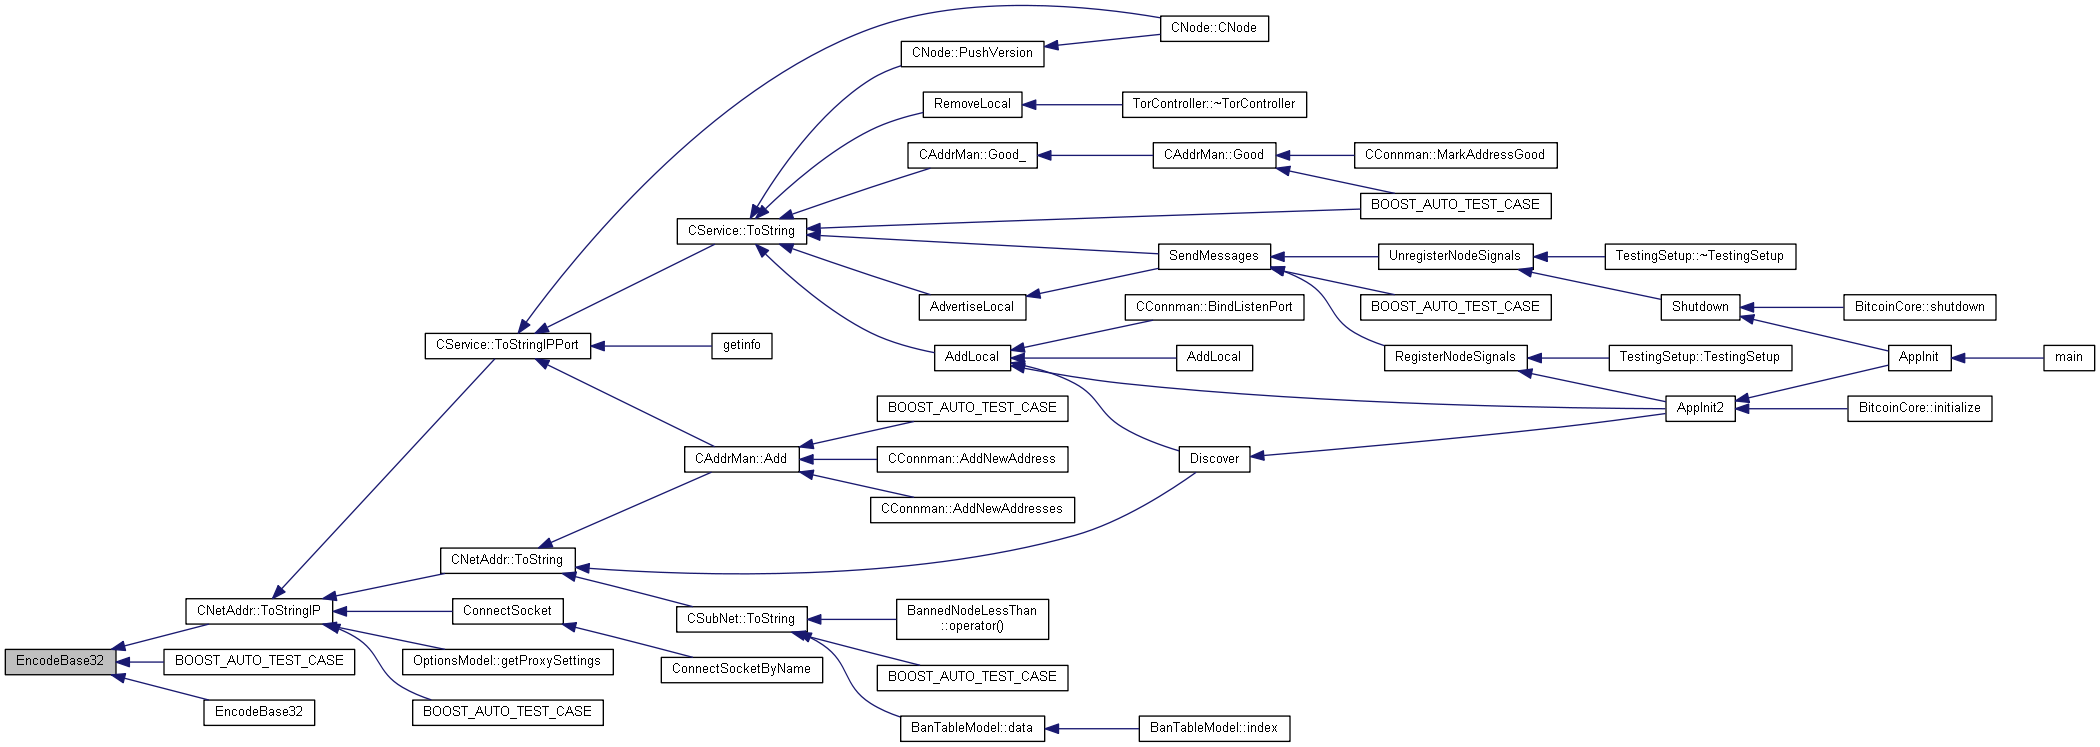 CNode::CNode
CNode::PushVersion
RemoveLocal
TorController::~TorController
CAddrMan::Good_
CAddrMan::Good
CConnman::MarkAddressGood
BOOST_AUTO_TEST_CASE
CService::ToString
SendMessages
UnregisterNodeSignals
TestingSetup::~TestingSetup
AdvertiseLocal
CConnman::BindListenPort
BOOST_AUTO_TEST_CASE
Shutdown
BitcoinCore::shutdown
CService::ToStringIPPort
getinfo
AddLocal
AddLocal
RegisterNodeSignals
TestingSetup::TestingSetup
AppInit
main
BOOST_AUTO_TEST_CASE
AppInit2
BitcoinCore::initialize
CAddrMan::Add
CConnman::AddNewAddress
Discover
CConnman::AddNewAddresses
CNetAddr::ToString
CNetAddr::ToStringIP
ConnectSocket
CSubNet::ToString
BannedNodeLessThan
::operator()
EncodeBase32
BOOST_AUTO_TEST_CASE
OptionsModel::getProxySettings
ConnectSocketByName
BOOST_AUTO_TEST_CASE
EncodeBase32
BOOST_AUTO_TEST_CASE
BanTableModel::data
BanTableModel::index